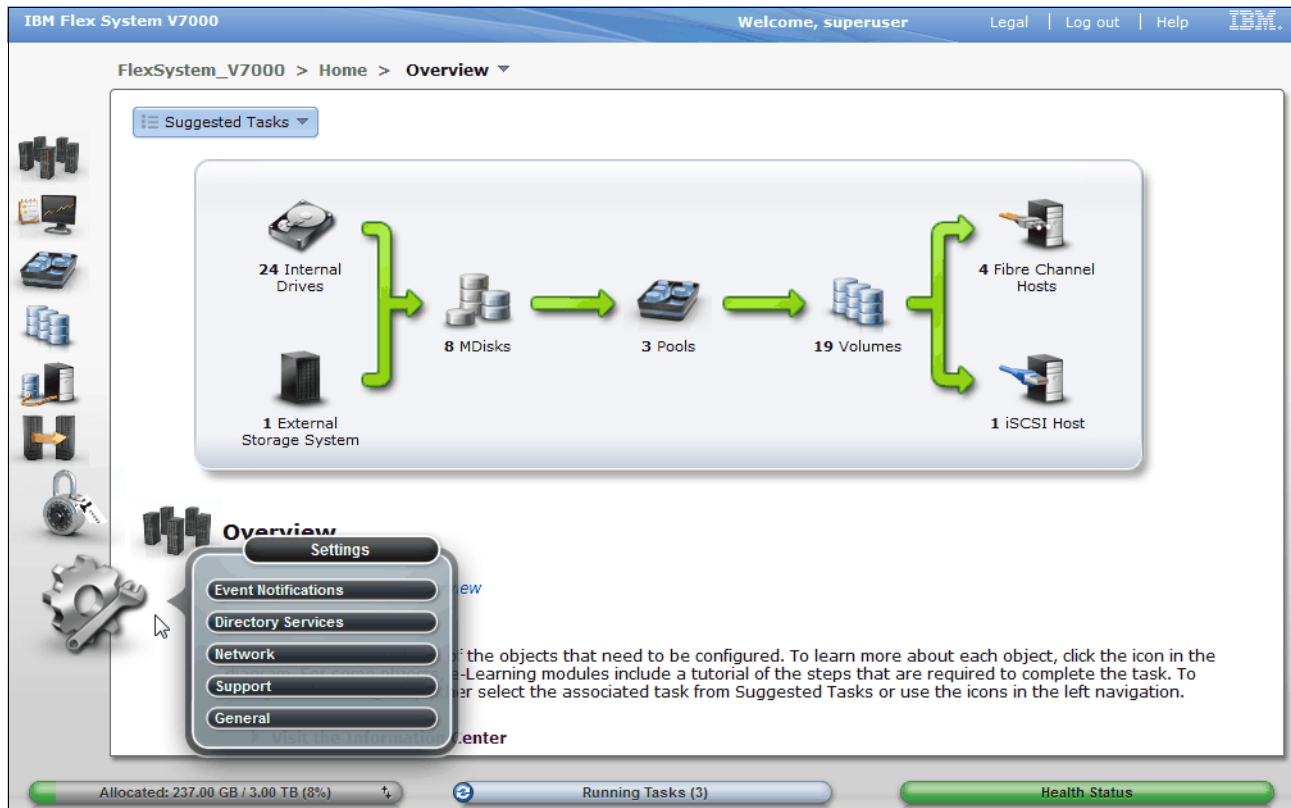 IBM Flex System V7000
Welcome, superuser
Legal | Log out | Help
IBM.
FlexSystem_V7000 > Home > Overview
Suggested Tasks
24 Internal
Drives
1 External
Storage System
8 MDisks
3 Pools
19 Volumes
4 Fibre Channel
Hosts
1 iSCSI Host
Overview
Settings
Event Notifications
Directory Services
Network
Support
General
of the objects that need to be configured. To learn more about each object, click the icon in the
e-Learning modules include a tutorial of the steps that are required to complete the task. To
select the associated task from Suggested Tasks or use the icons in the left navigation.
Visit the Information Center
Allocated: 237.00 GB / 3.00 TB (8%)
Running Tasks (3)
Health Status